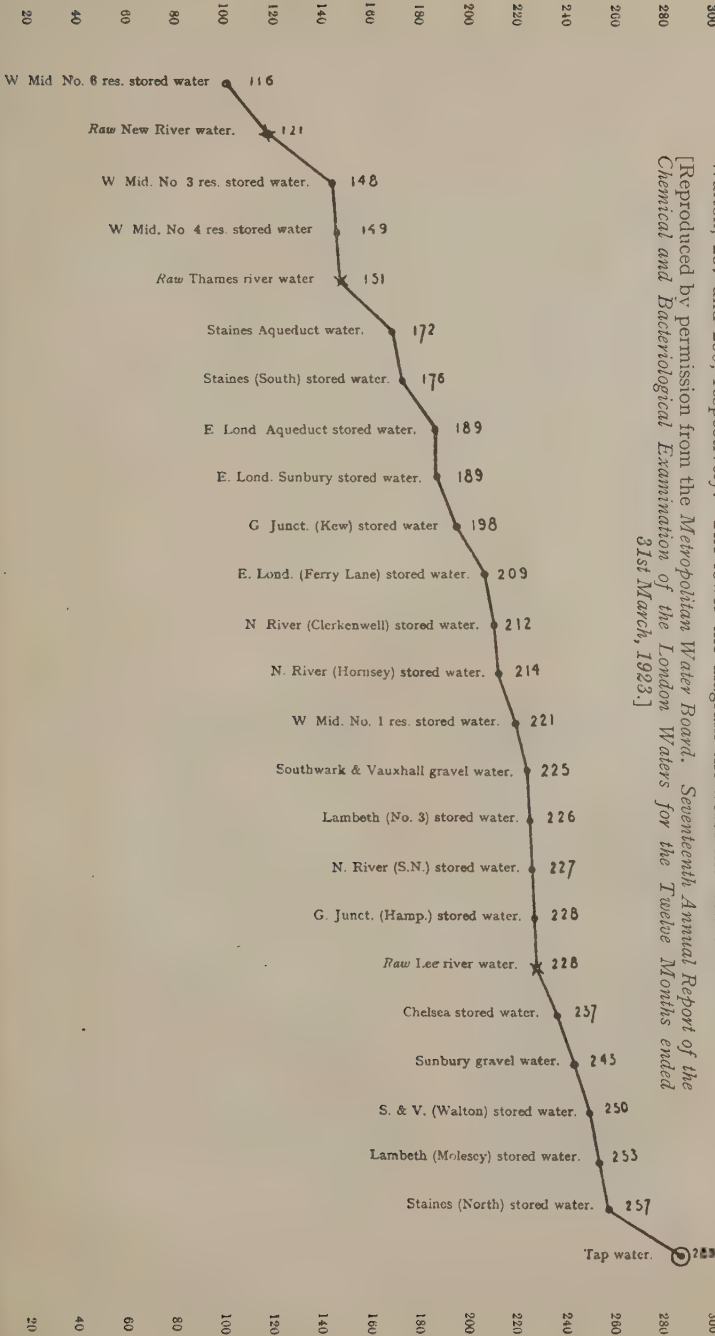 20 40 60 80 100 120 140 160 180 200 220 240 260 280 300
[Reproduced by permission from the Metropolitan Water Board. Seventeenth Annual Report of the
Chemical and Bacteriological Examination of the London Waters for the Twelve Months ended
31st March, 1923.]
W Mid No. 6 res. stored water 116
Raw New River water. 121
W Mid. No 3 res. stored water. 148
W Mid. No 4 res. stored water 149
Raw Thames river water 151
Staines Aqueduct water. 172
Staines (South) stored water. 176
E Lond Aqueduct stored water. 189
E. Lond. Sunbury stored water. 189
G Junct. (Kew) stored water 198
E. Lond. (Ferry Lane) stored water. 209
N River (Clerkenwell) stored water. 212
N. River (Hornsey) stored water. 214
W Mid. No. 1 res. stored water. 221
Southwark & Vauxhall gravel water. 225
Lambeth (No. 3) stored water. 226
N. River (S.N.) stored water. 227
G. Junct. (Hamp.) stored water. 228
Raw Lee river water. 228
Chelsea stored water. 237
Sunbury gravel water. 245
S. & V. (Walton) stored water. 250
Lambeth (Molesey) stored water. 253
Staines (North) stored water. 257
Tap water.
20 40 60 80 100 120 140 160 180 200 220 240 260 280 300